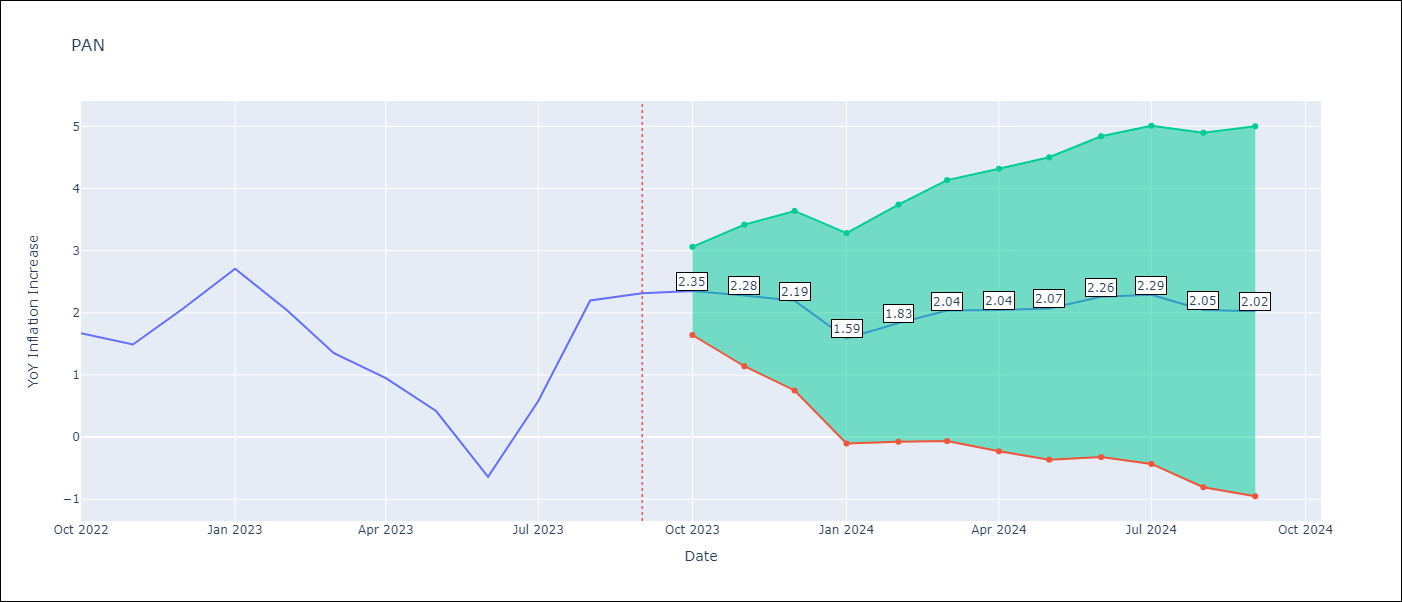 PAN
YoY Inflation Increase
5
4
3
2
1
0
−1
2.35
2.28
2.19
1.59
1.83
2.04
2.04
2.07
2.26
2.29
2.05
2.02
Oct 2022
Jan 2023
Apr 2023
Jul 2023
Oct 2023
Jan 2024
Apr 2024
Jul 2024
Oct 2024
Date